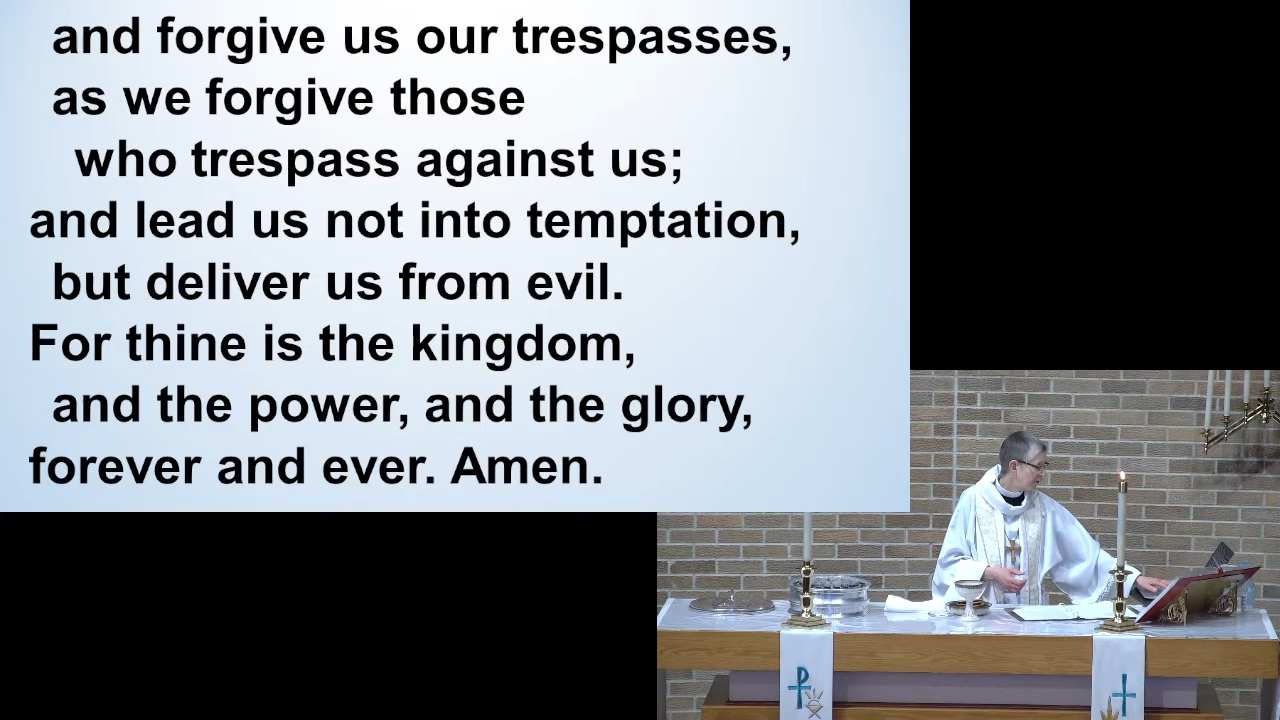 and forgive us our trespasses,
as we forgive those
who trespass against us;
and lead us not into temptation,
but deliver us from evil.
For thine is the kingdom,
and the power, and the glory,
forever and ever. Amen.